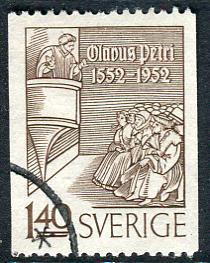 Olavus Petri
1552–1952
1.40 SVERIGE